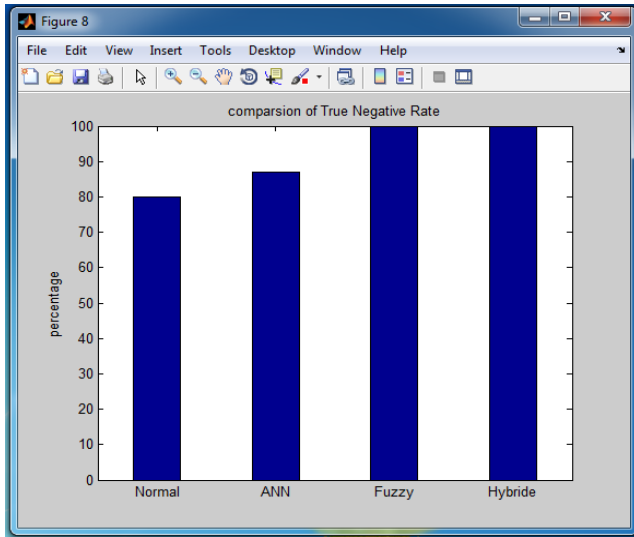 Figure 8
File Edit View Insert Tools Desktop Window Help
comparsion of True Negative Rate
100
90
80
70
60
50
40
30
20
10
0
percentage
Normal ANN Fuzzy Hybride